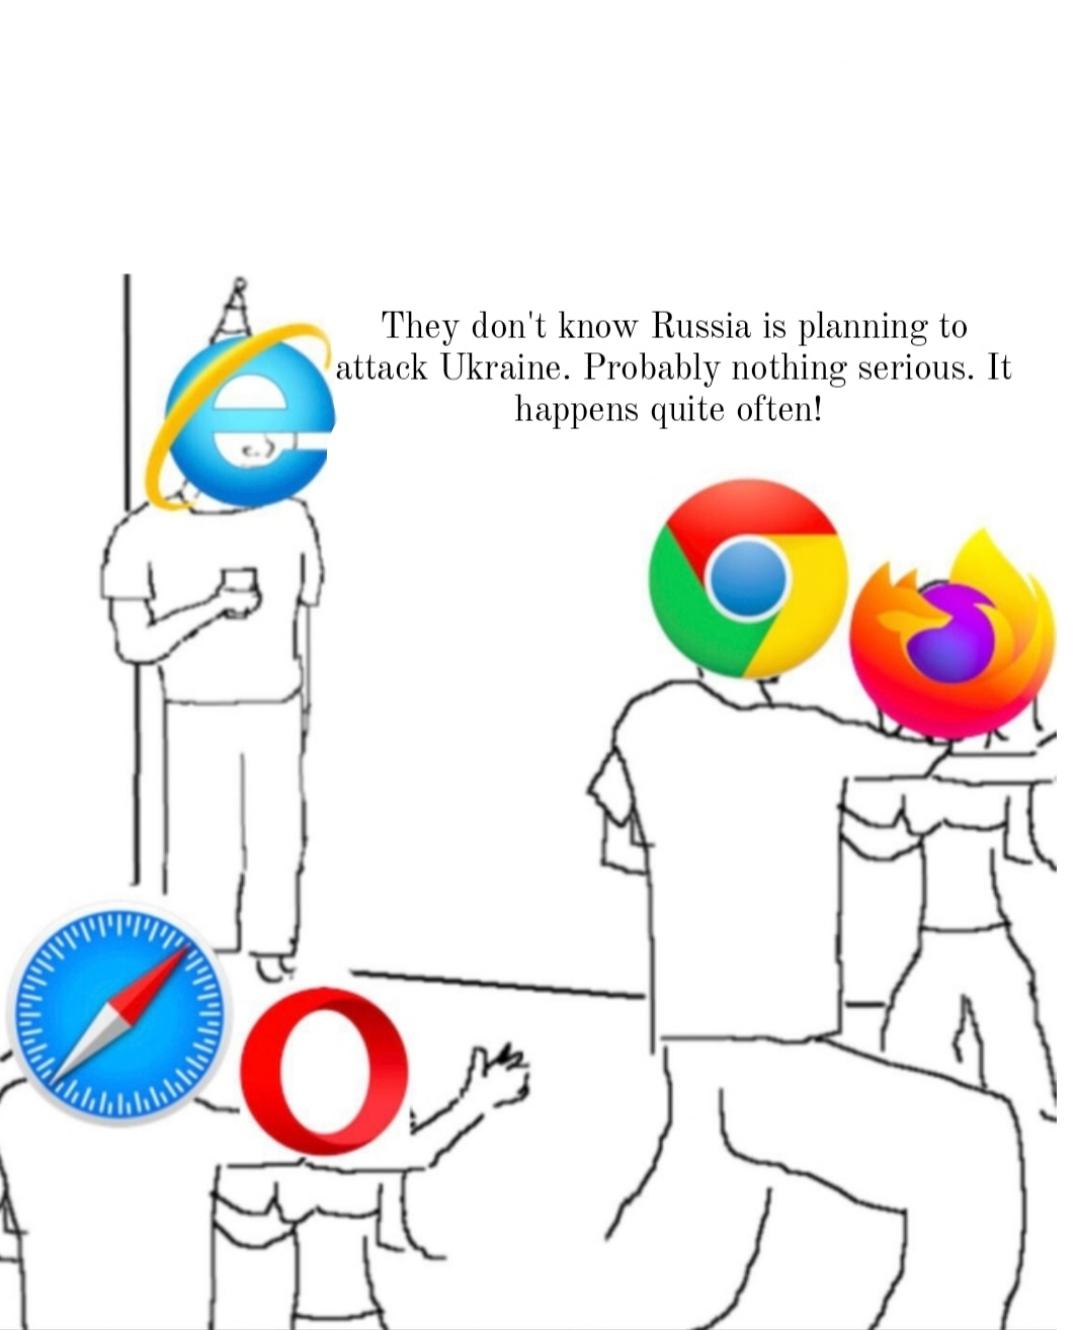 They don't know Russia is planning to
attack Ukraine. Probably nothing serious. It
happens quite often!